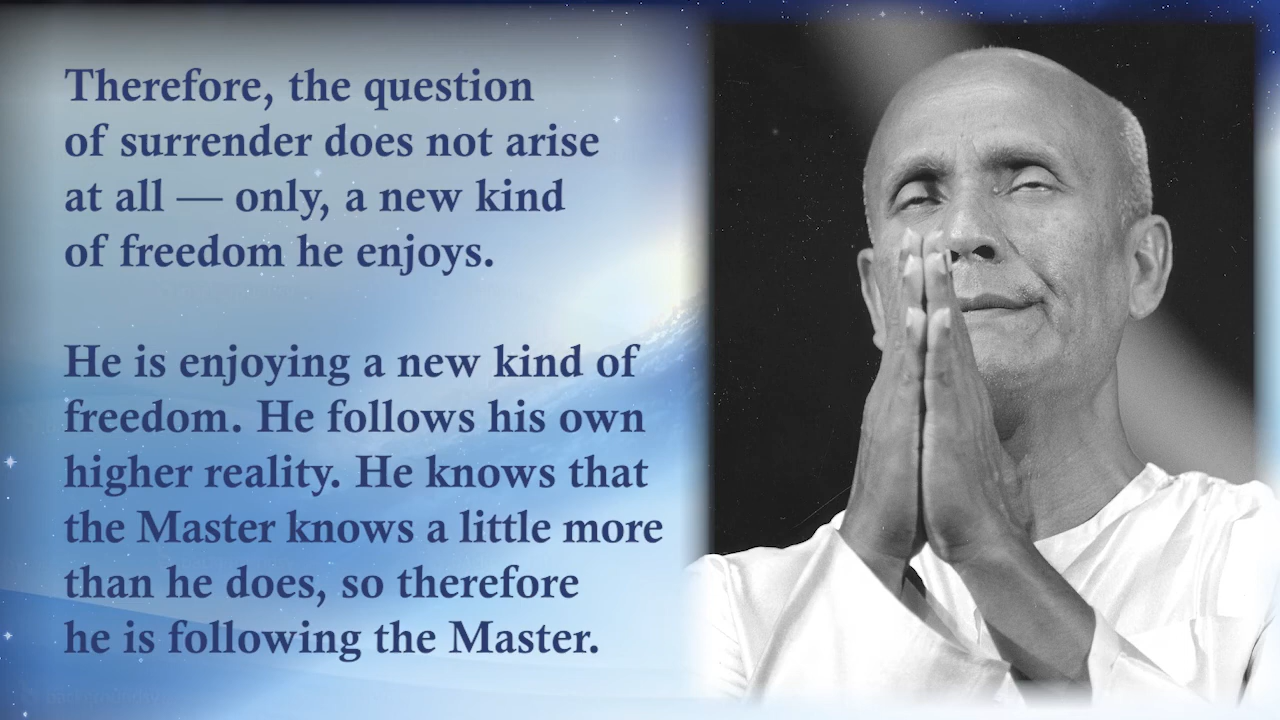 Therefore, the question
of surrender does not arise
at all — only, a new kind
of freedom he enjoys.
He is enjoying a new kind of
freedom. He follows his own
higher reality. He knows that
the Master knows a little more
than he does, so therefore
he is following the Master.